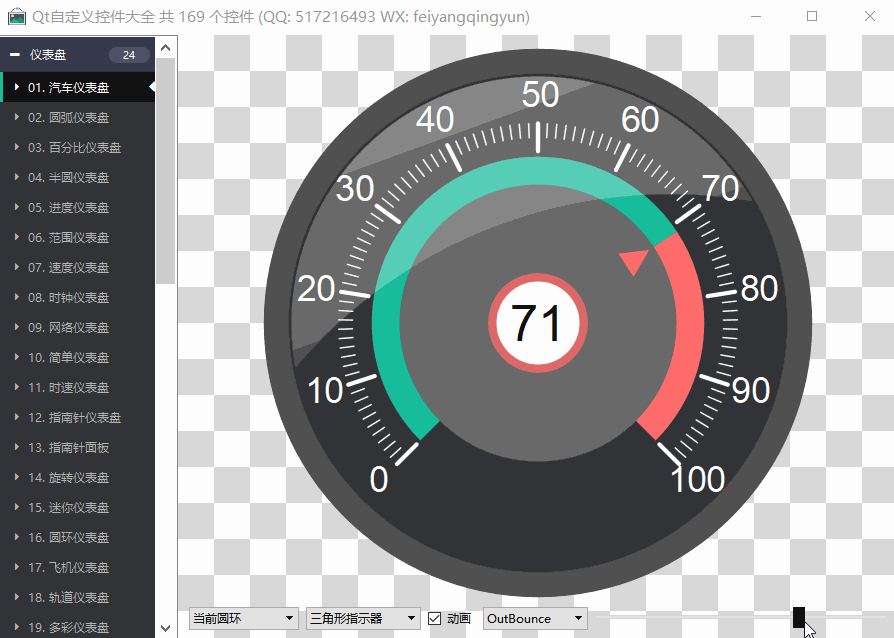 Qt自定义控件大全 共 169 个控件 (QQ: 517216493 WX: feiyangqingyun)
仪表盘 24
01. 汽车仪表盘
02. 圆弧仪表盘
03. 百分比仪表盘
04. 半圆仪表盘
05. 进度仪表盘
06. 范围仪表盘
07. 速度仪表盘
08. 时钟仪表盘
09. 网络仪表盘
10. 简单仪表盘
11. 时速仪表盘
12. 指南针仪表盘
13. 指南针面板
14. 旋转仪表盘
15. 迷你仪表盘
16. 圆环仪表盘
17. 飞机仪表盘
18. 轨道仪表盘
19. 多彩仪表盘
0
10
20
30
40
50
60
70
80
90
100
71
当前圆环 三角形指示器 动画 OutBounce